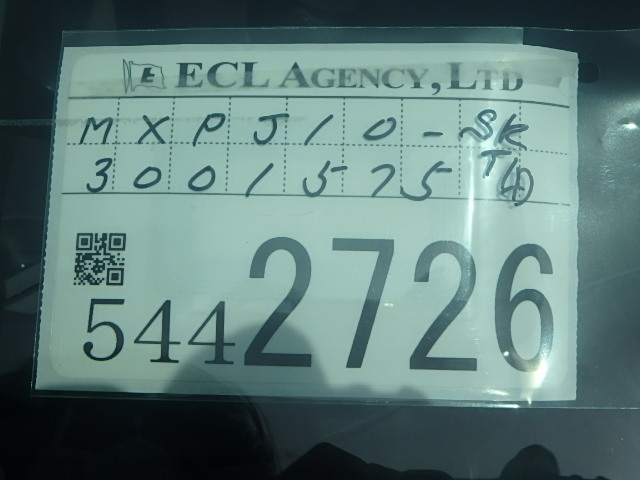 E ECL AGENCY, LTD
MXPJ10-SK
3001575 T④
5442726